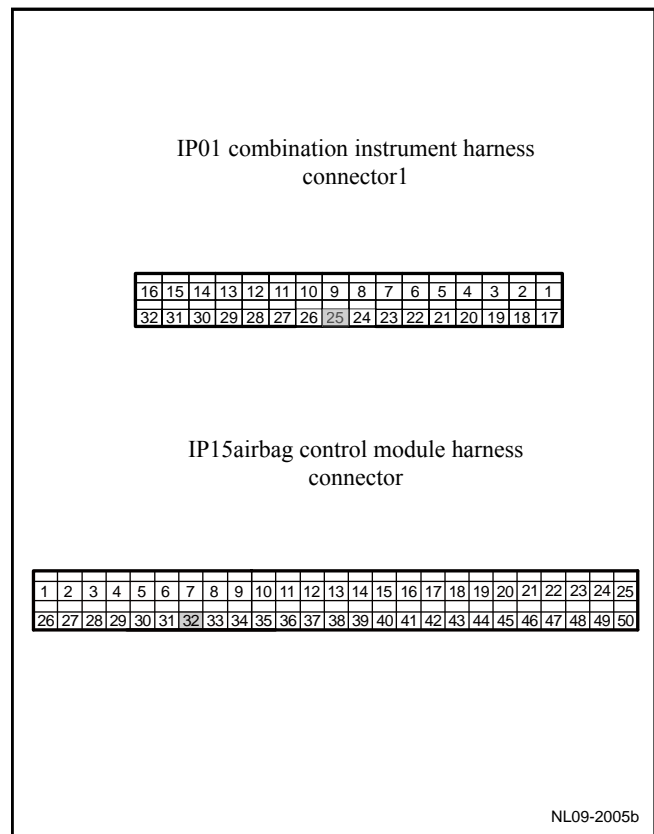 IP01 combination instrument harness
connector1
16 15 14 13 12 11 10 9 8 7 6 5 4 3 2 1
32 31 30 29 28 27 26 25 24 23 22 21 20 19 18 17
IP15airbag control module harness
connector
1 2 3 4 5 6 7 8 9 10 11 12 13 14 15 16 17 18 19 20 21 22 23 24 25
26 27 28 29 30 31 32 33 34 35 36 37 38 39 40 41 42 43 44 45 46 47 48 49 50
NL09-2005b